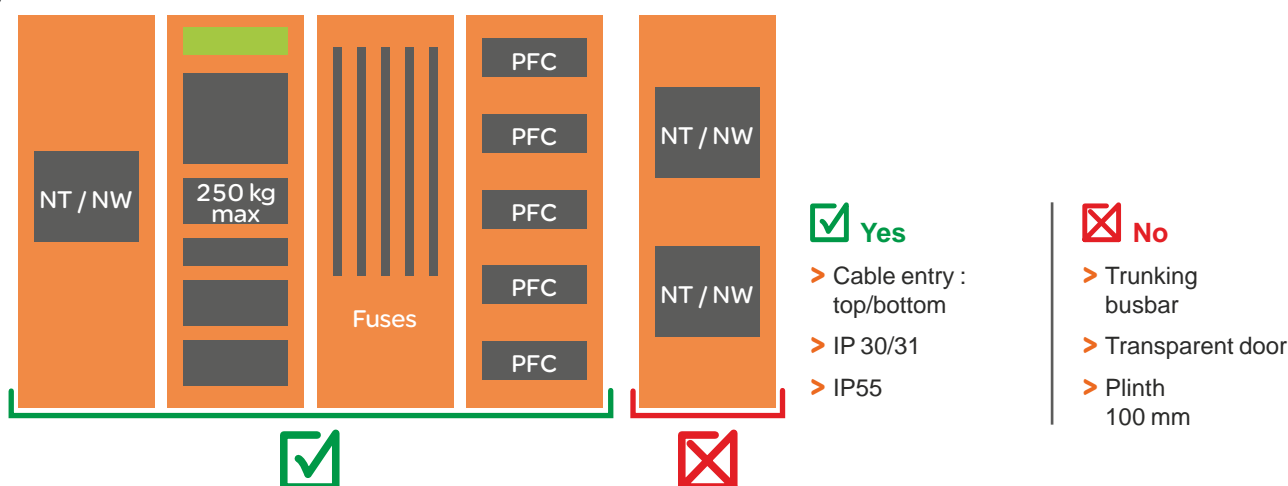 NT / NW
250 kg
max
Fuses
PFC
PFC
PFC
PFC
PFC
NT / NW
NT / NW
Yes
> Cable entry :
top/bottom
> IP 30/31
> IP55
No
> Trunking
busbar
> Transparent door
> Plinth
100 mm